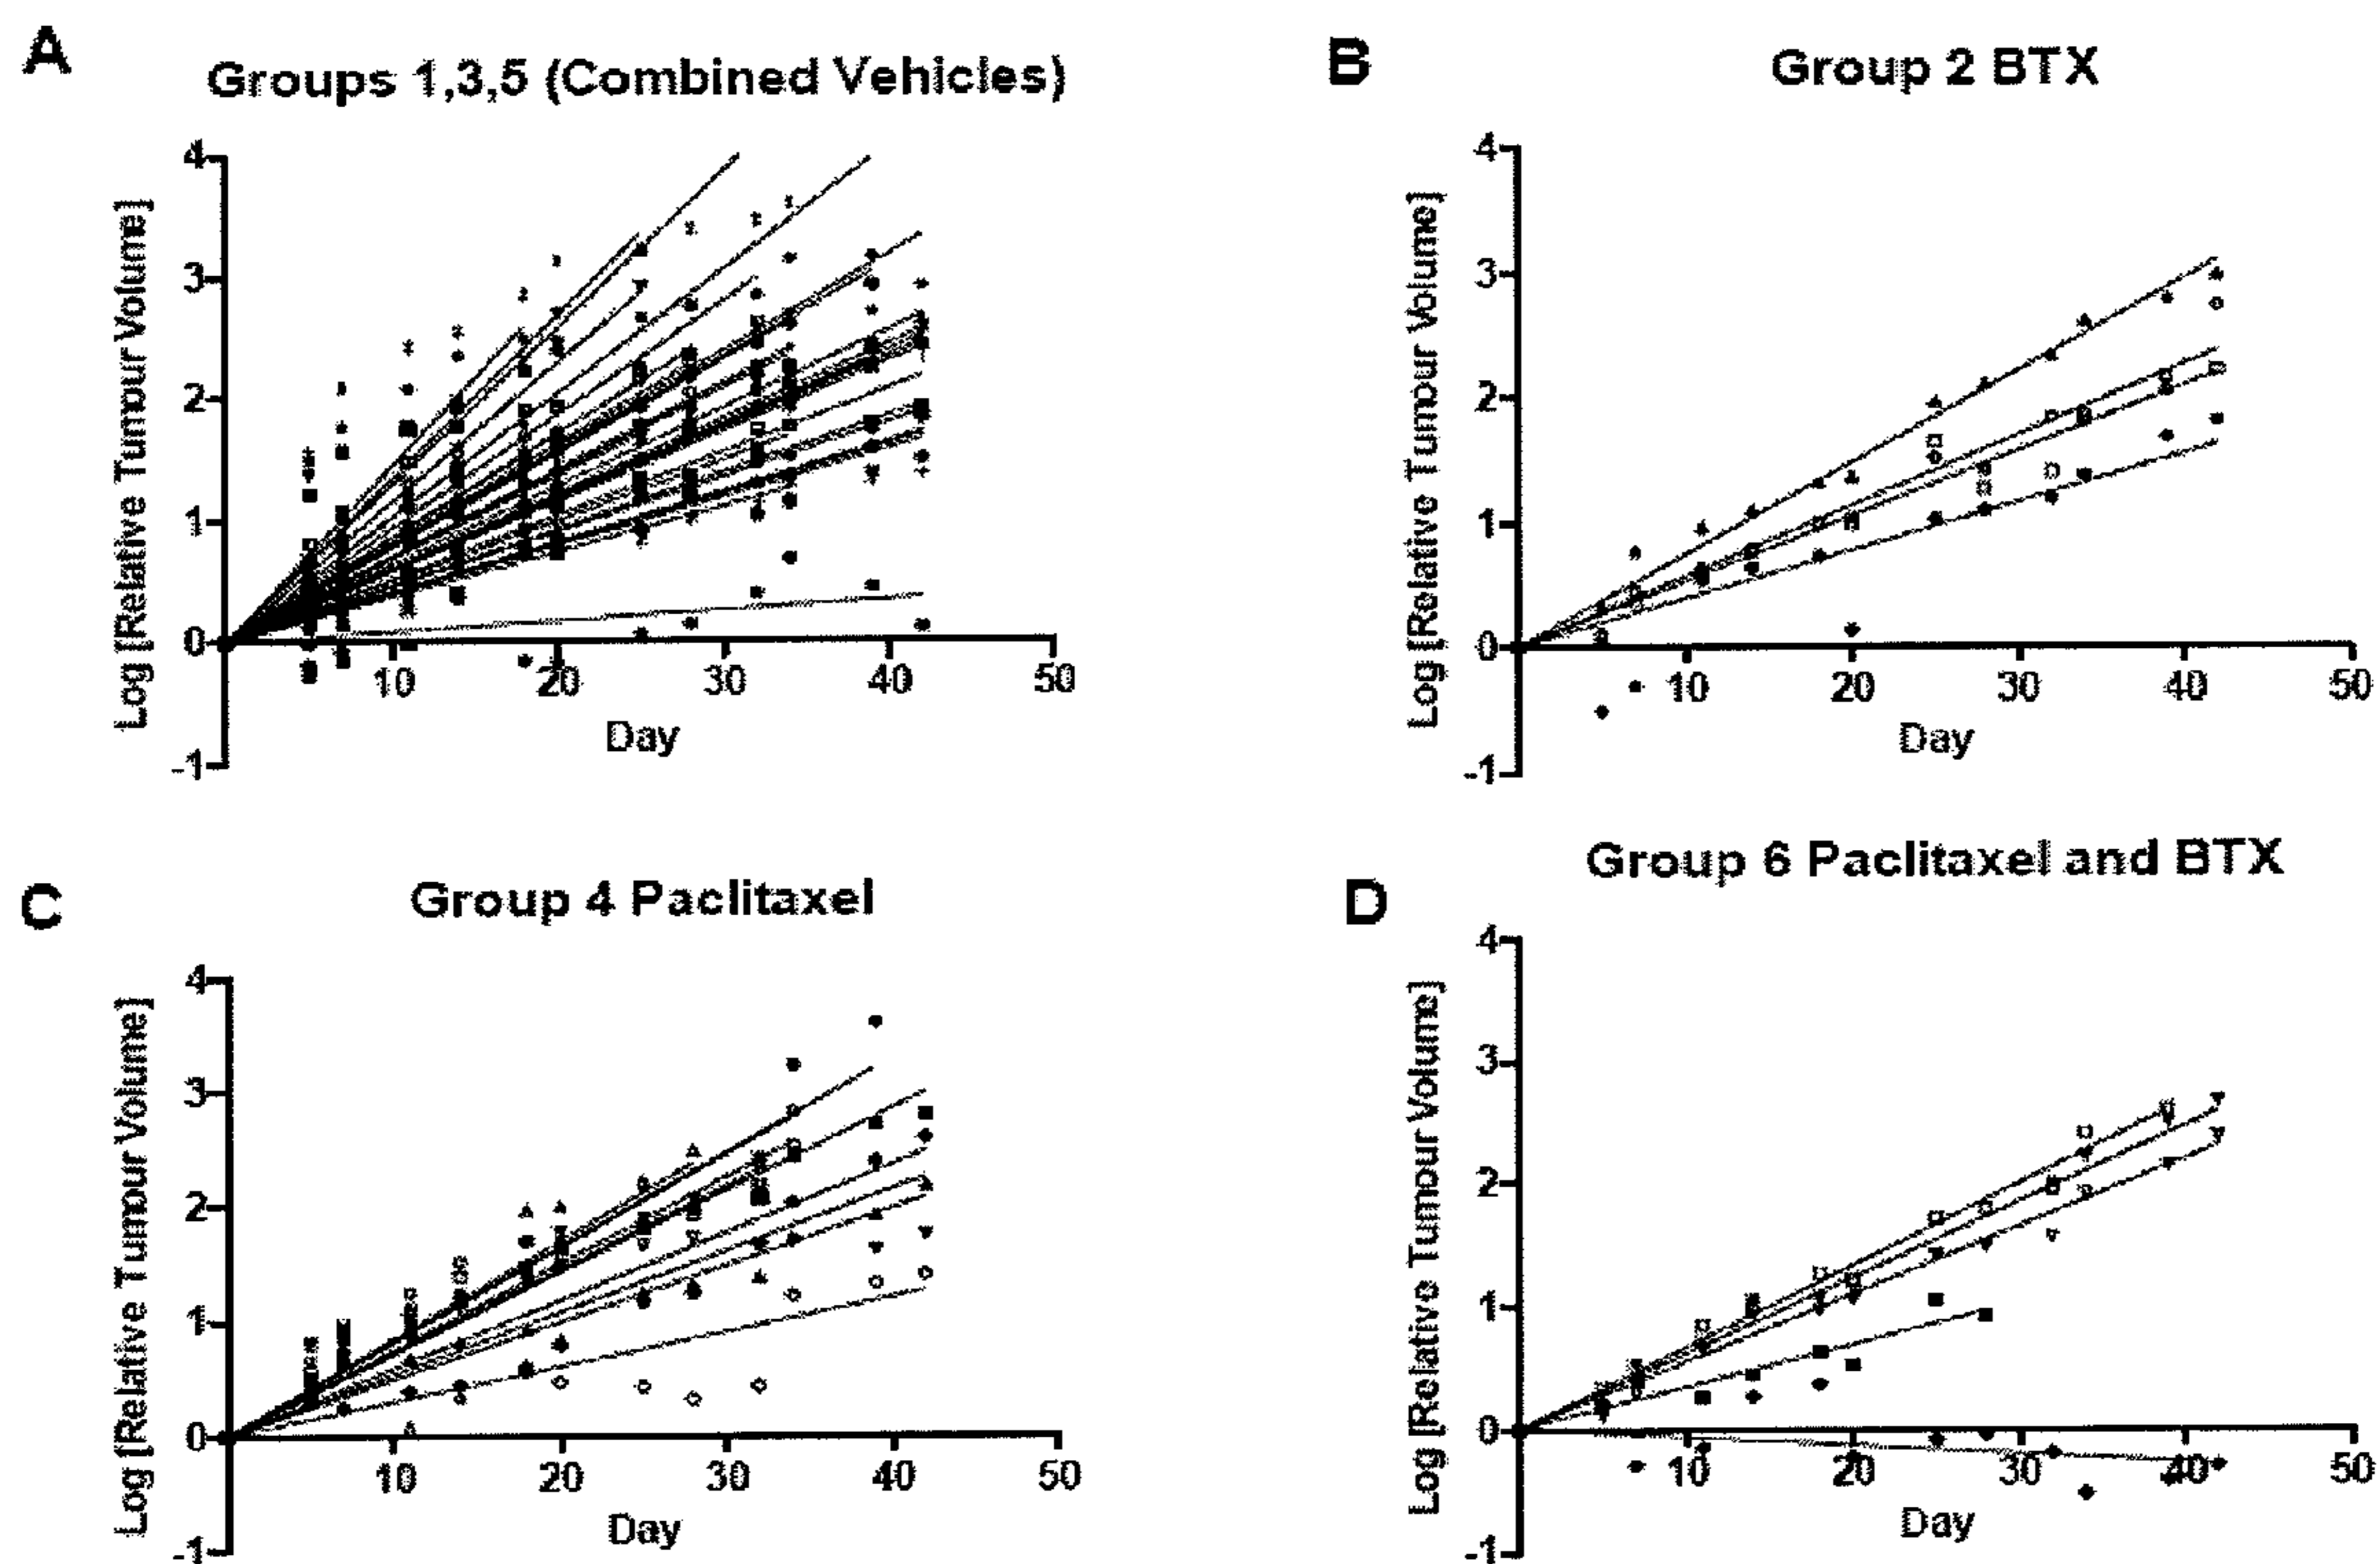 A
Groups 1,3,5 (Combined Vehicles)
Log [Relative Tumour Volume]
4
3
2
1
0
-1
10
20
30
40
50
Day
B
Group 2 BTX
Log [Relative Tumour Volume]
4
3
2
1
0
-1
10
20
30
40
50
Day
C
Group 4 Paclitaxel
Log [Relative Tumour Volume]
4
3
2
1
0
-1
10
20
30
40
50
Day
D
Group 6 Paclitaxel and BTX
Log [Relative Tumour Volume]
4
3
2
1
0
-1
10
20
30
40
50
Day